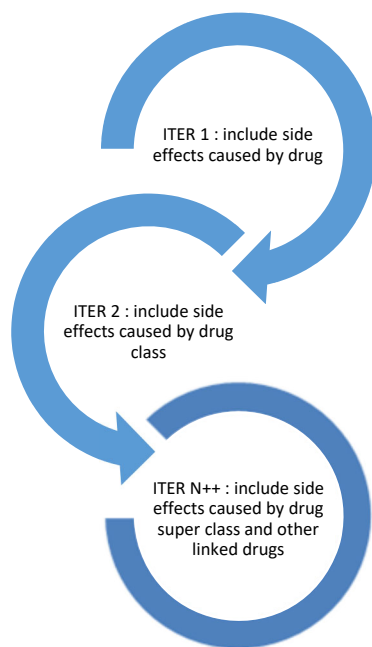 ITER 1 : include side
effects caused by drug
ITER 2 : include side
effects caused by drug
class
ITER N++ : include side
effects caused by drug
super class and other
linked drugs